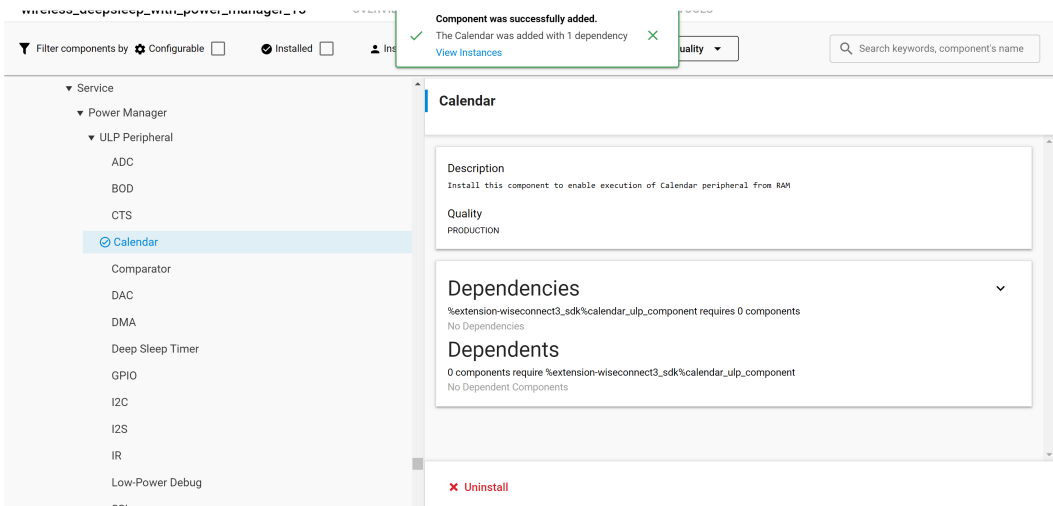 wireless_deepsleep_with_power_manager_13
Component was successfully added.
The Calendar was added with 1 dependency
View Instances
Filter components by Configurable Installed
uality
Search keywords, component's name
Service
Power Manager
ULP Peripheral
ADC
BOD
CTS
Calendar
Comparator
DAC
DMA
Deep Sleep Timer
GPIO
I2C
I2S
IR
Low-Power Debug
Calendar
Description
Install this component to enable execution of Calendar peripheral from RAM
Quality
PRODUCTION
Dependencies
%extension-wiseconnect3_sdk%calendar_ulp_component requires 0 components
No Dependencies
Dependents
0 components require %extension-wiseconnect3_sdk%calendar_ulp_component
No Dependent Components
Uninstall